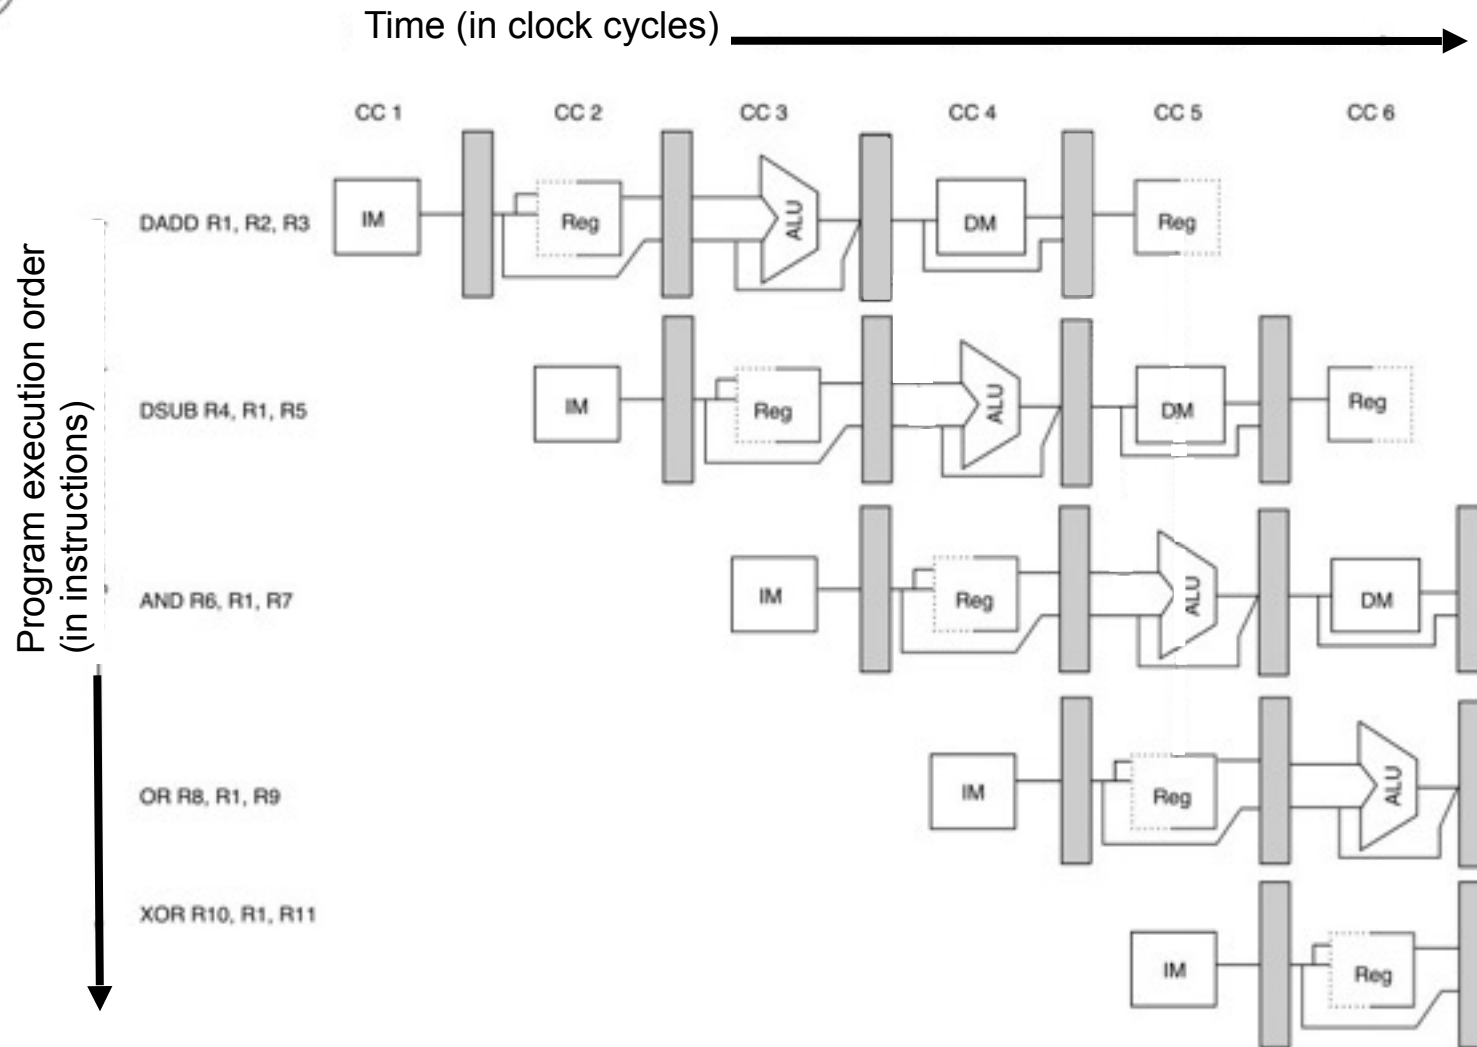 Time (in clock cycles)
CC 1 CC 2 CC 3 CC 4 CC 5 CC 6
Program execution order
(in instructions)
DADD R1, R2, R3 IM Reg ALU DM Reg
DSUB R4, R1, R5 IM Reg ALU DM Reg
AND R6, R1, R7 IM Reg ALU DM
OR R8, R1, R9 IM Reg ALU
XOR R10, R1, R11 IM Reg